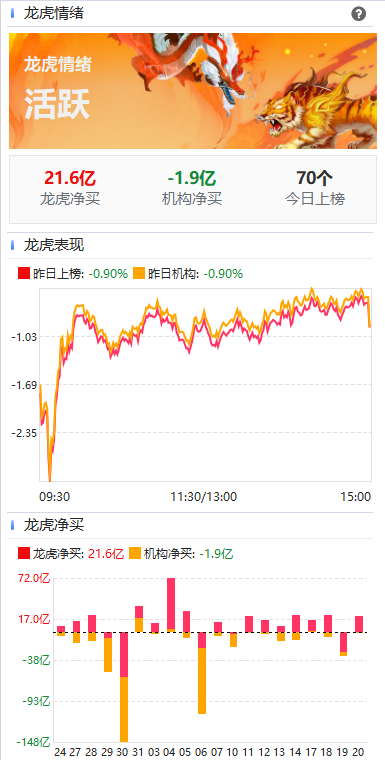 龙虎情绪
?
龙虎情绪
活跃
21.6亿 -1.9亿 70个
龙虎净买 机构净买 今日上榜
龙虎表现
昨日上榜: -0.90% 昨日机构: -0.90%
-1.03
-1.69
-2.35
09:30 11:30/13:00 15:00
龙虎净买
龙虎净买: 21.6亿 机构净买: -1.9亿
72.0亿
17.0亿
-38亿
-93亿
-148亿
24 27 28 29 30 31 03 04 05 06 07 10 11 12 13 14 17 18 19 20